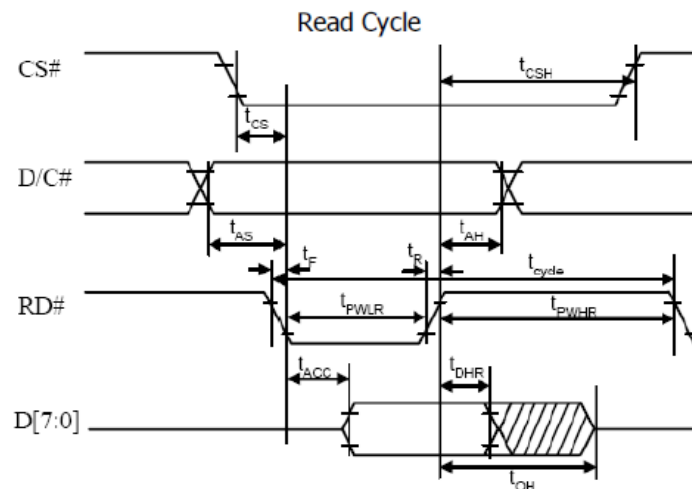 Read Cycle
CS#
tCSH
tCS
D/C#
tAS
tAH
tF
tR
tcycle
RD#
tPWLR
tPWHR
tACC
tDHR
D[7:0]
tOH